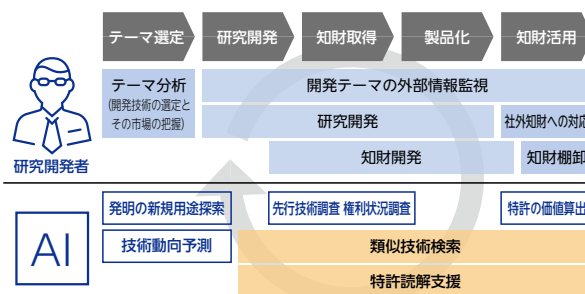 テーマ選定 研究開発 知財取得 製品化 知財活用
テーマ分析
(開発技術の選定と
その市場の把握)
開発テーマの外部情報監視
研究開発
社外知財への対応
知財開発
知財棚卸
研究開発者
発明の新規用途探索
先行技術調査 権利状況調査
特許の価値算出
AI
技術動向予測
類似技術検索
特許読解支援